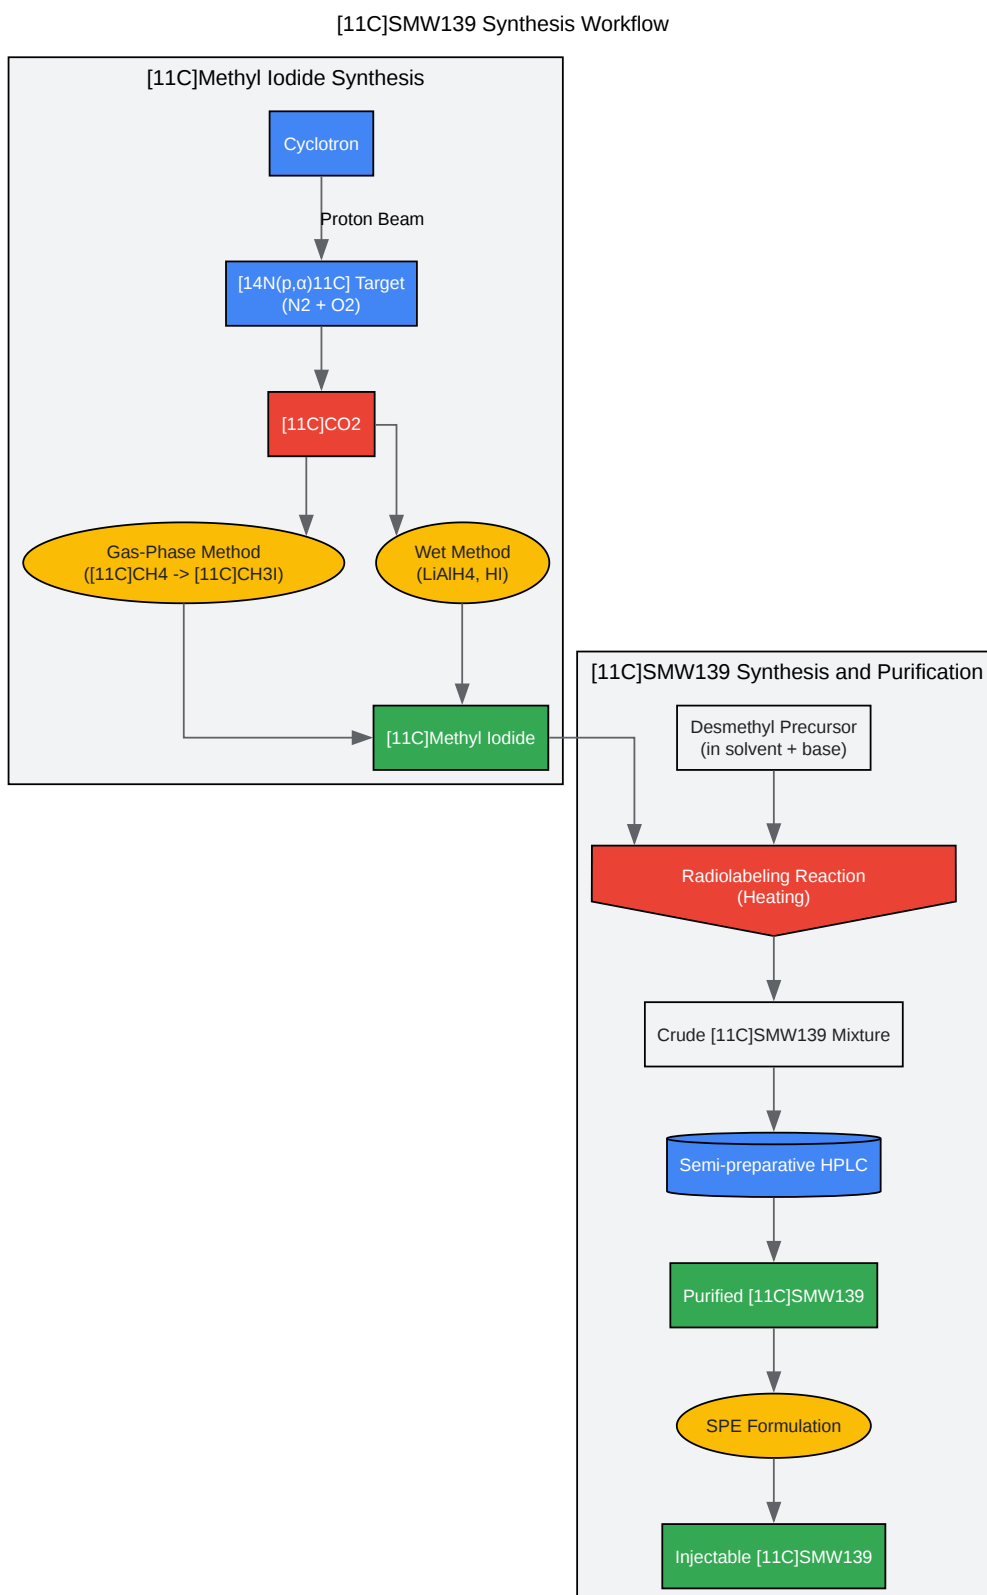 [11C]SMW139 Synthesis Workflow
[11C]Methyl Iodide Synthesis
Cyclotron
Proton Beam
[14N(p,α)11C] Target
(N2 + O2)
[11C]CO2
Gas-Phase Method
([11C]CH4 -> [11C]CH3I)
Wet Method
(LiAlH4, HI)
[11C]Methyl Iodide
[11C]SMW139 Synthesis and Purification
Desmethyl Precursor
(in solvent + base)
Radiolabeling Reaction
(Heating)
Crude [11C]SMW139 Mixture
Semi-preparative HPLC
Purified [11C]SMW139
SPE Formulation
Injectable [11C]SMW139